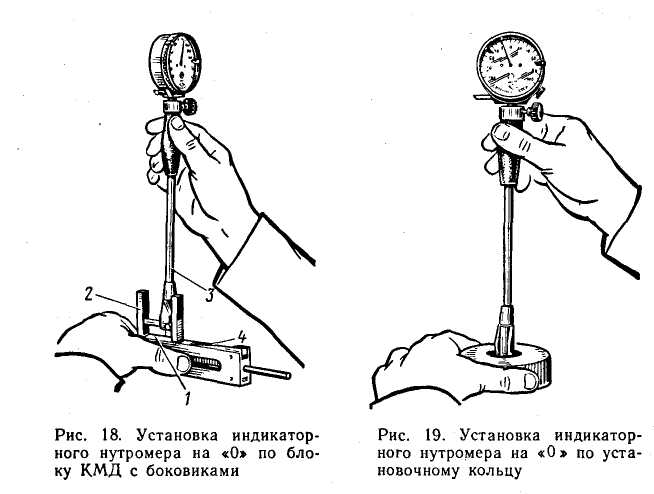 2
3
4
1
Рис. 18. Установка индикатор-
ного нутромера на «0» по бло-
ку КМД с боковиками
Рис. 19. Установка индикатор-
ного нутромера на «0» по уста-
новочному кольцу